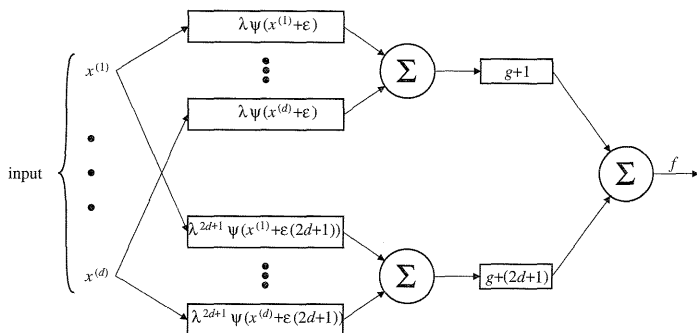 λψ(x^(1)+ε)
x^(1)
Σ
g+1
λψ(x^(d)+ε)
input
Σ
f
λ^2d+1 ψ(x^(1)+ε(2d+1))
x^(d)
Σ
g+(2d+1)
λ^2d+1 ψ(x^(d)+ε(2d+1))